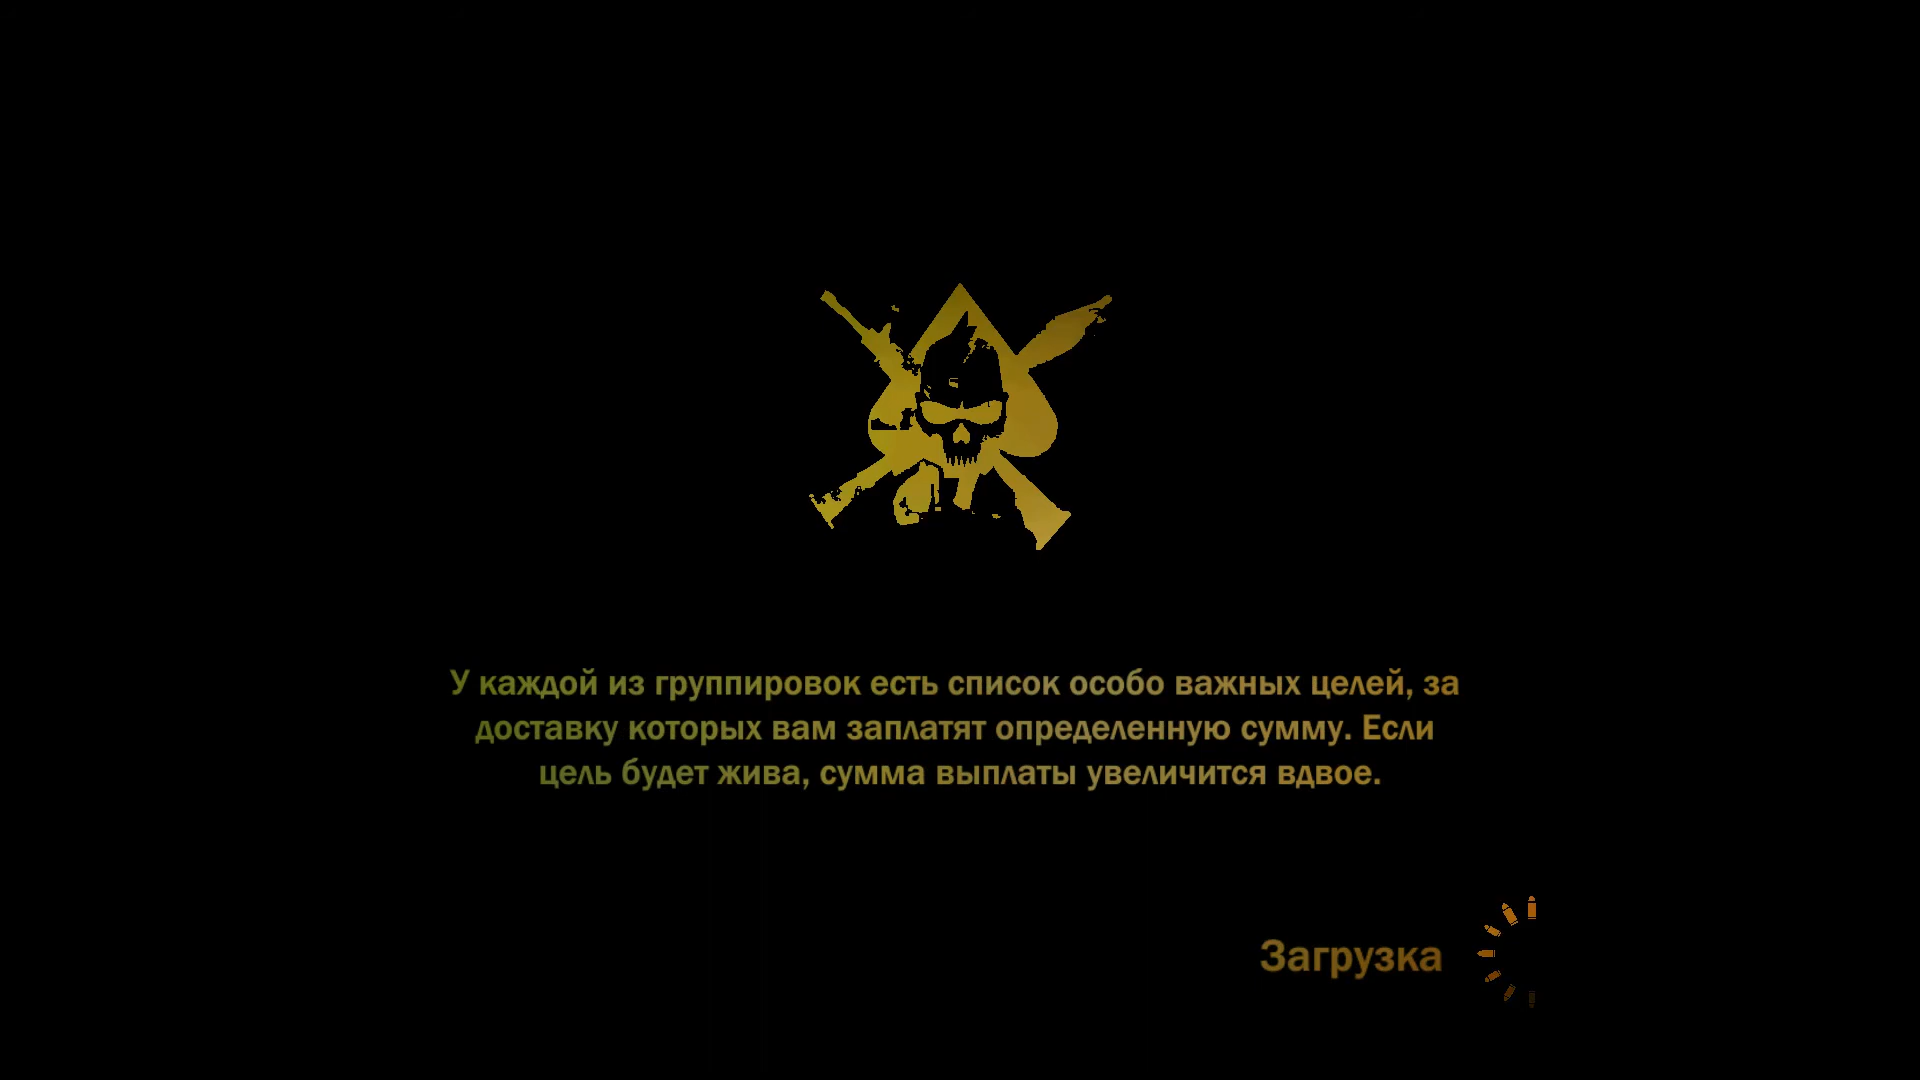 У каждой из группировок есть список особо важных целей, за
доставку которых вам заплатят определенную сумму. Если
цель будет жива, сумма выплаты увеличится вдвое.
Загрузка